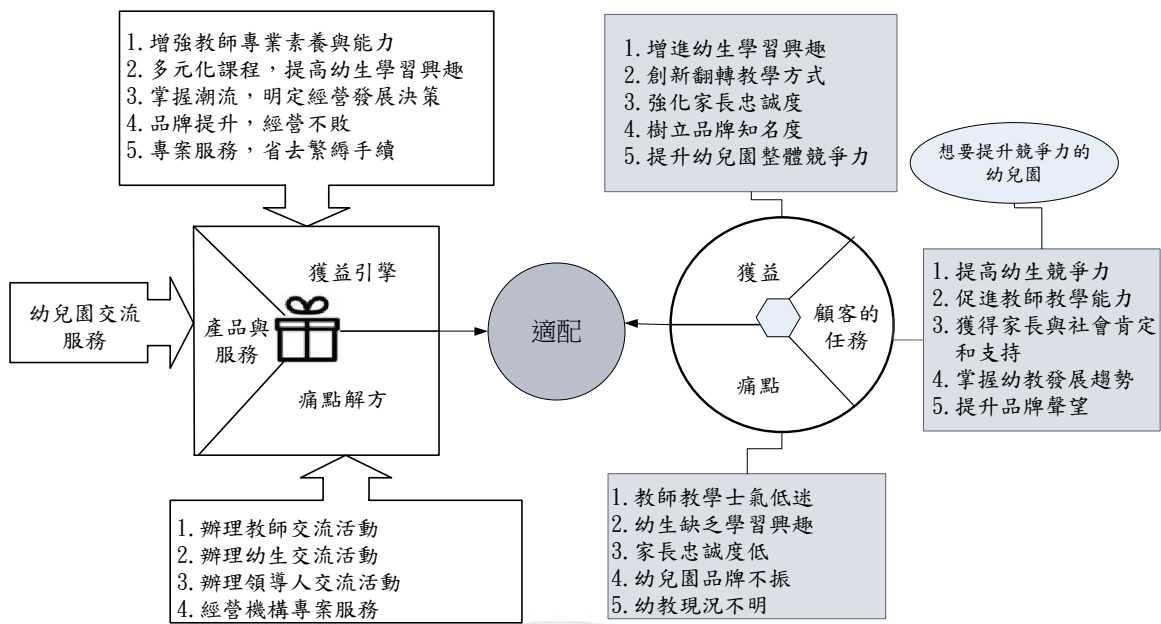 1. 增強教師專業素養與能力
2. 多元化課程，提高幼生學習興趣
3. 掌握潮流，明定經營發展決策
4. 品牌提升，經營不敗
5. 專案服務，省去繁縟手續
1. 增進幼生學習興趣
2. 創新翻轉教學方式
3. 強化家長忠誠度
4. 樹立品牌知名度
5. 提升幼兒園整體競爭力
想要提升競爭力的
幼兒園
幼兒園交流
服務
獲益引擎
產品與
服務
痛點解方
適配
獲益
顧客的
任務
痛點
1. 提高幼生競爭力
2. 促進教師教學能力
3. 獲得家長與社會肯定
和支持
4. 掌握幼教發展趨勢
5. 提升品牌聲望
1. 辦理教師交流活動
2. 辦理幼生交流活動
3. 辦理領導人交流活動
4. 經營機構專案服務
1. 教師教學士氣低迷
2. 幼生缺乏學習興趣
3. 家長忠誠度低
4. 幼兒園品牌不振
5. 幼教現況不明